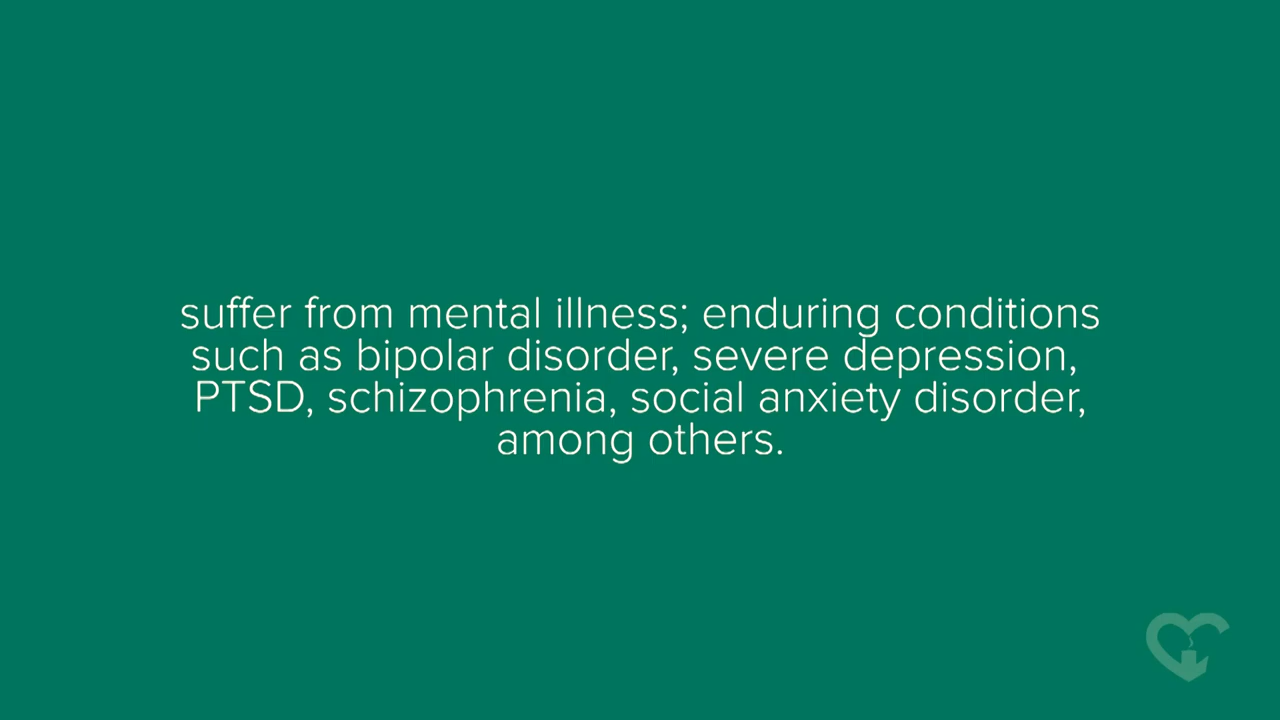 suffer from mental illness; enduring conditions
such as bipolar disorder, severe depression,
PTSD, schizophrenia, social anxiety disorder,
among others.